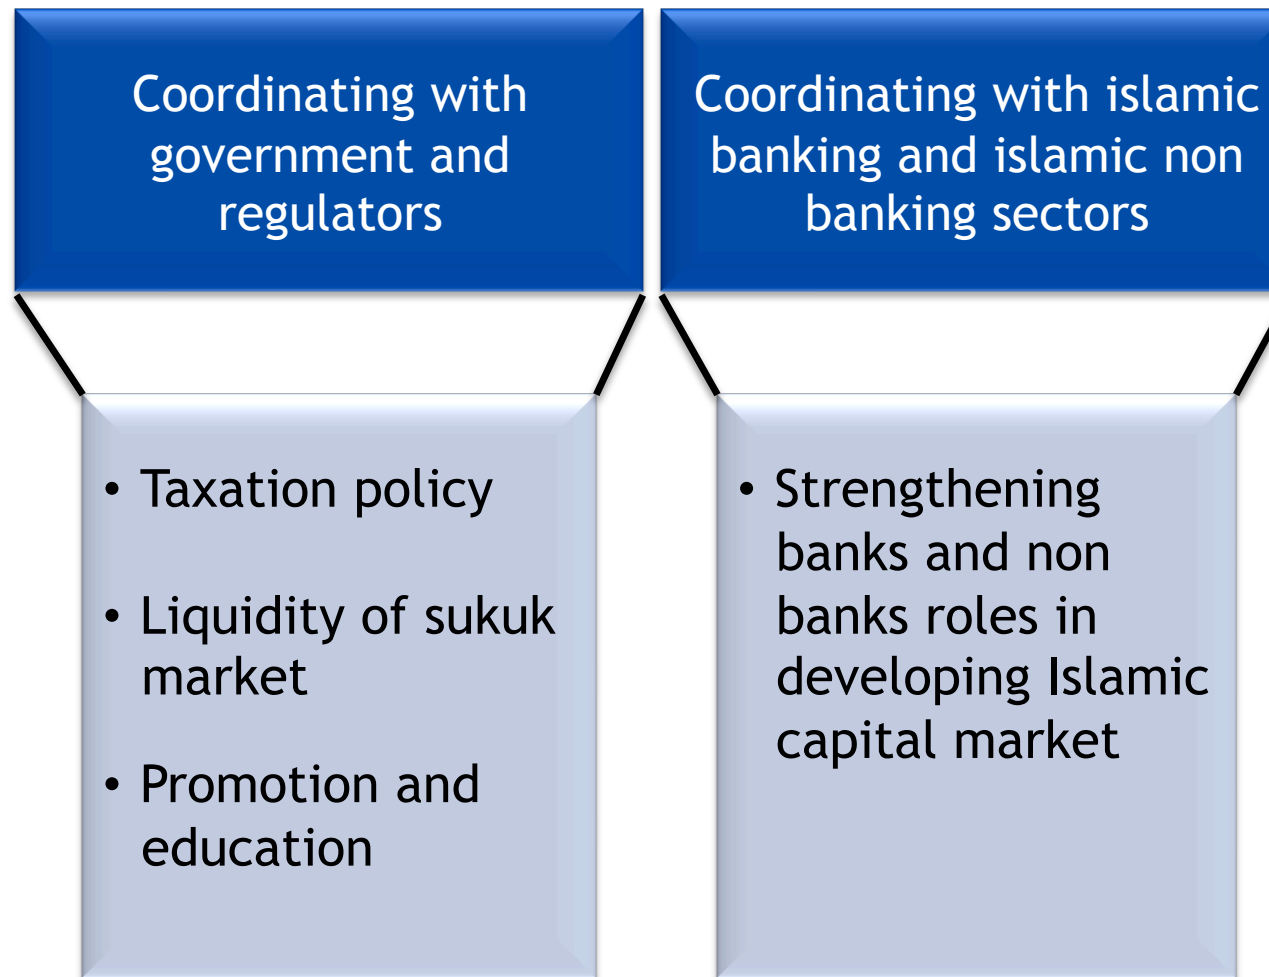 Coordinating with
government and
regulators
Coordinating with islamic
banking and islamic non
banking sectors
• Taxation policy
• Liquidity of sukuk
market
• Promotion and
education
• Strengthening
banks and non
banks roles in
developing Islamic
capital market